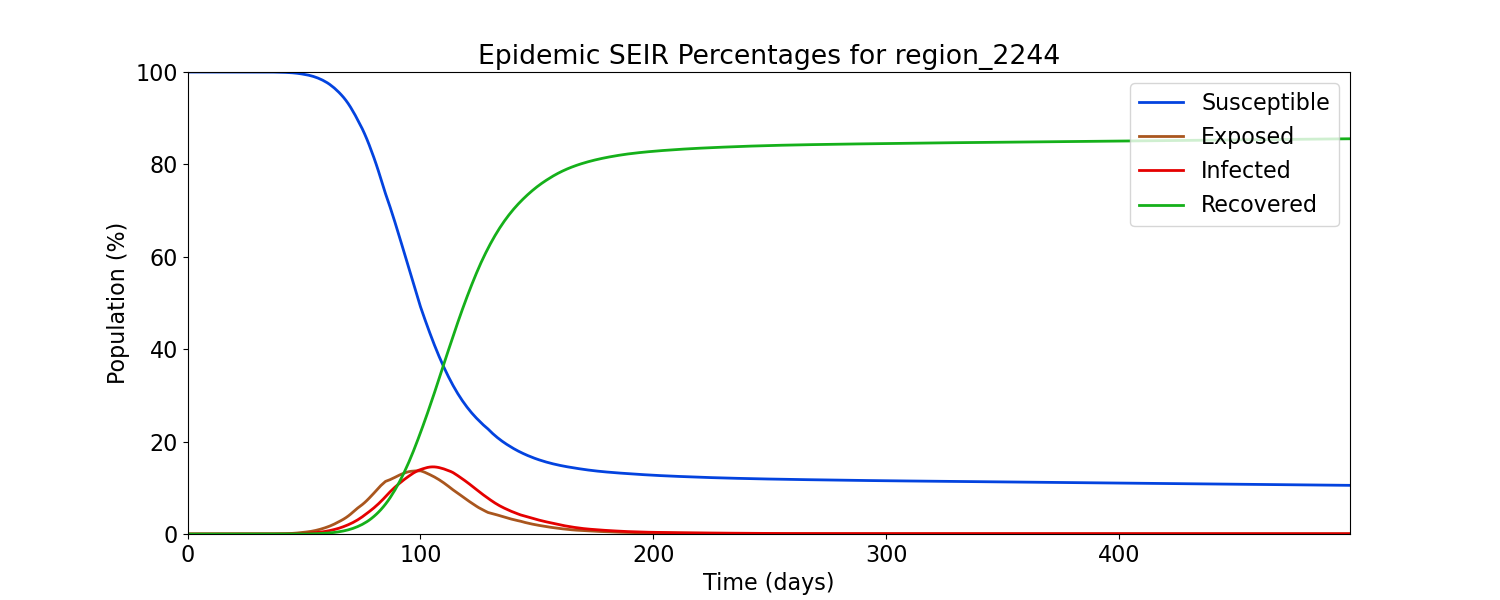 Epidemic SEIR Percentages for region_2244
Population (%)
100
80
60
40
20
0
Susceptible
Exposed
Infected
Recovered
0 100 200 300 400
Time (days)